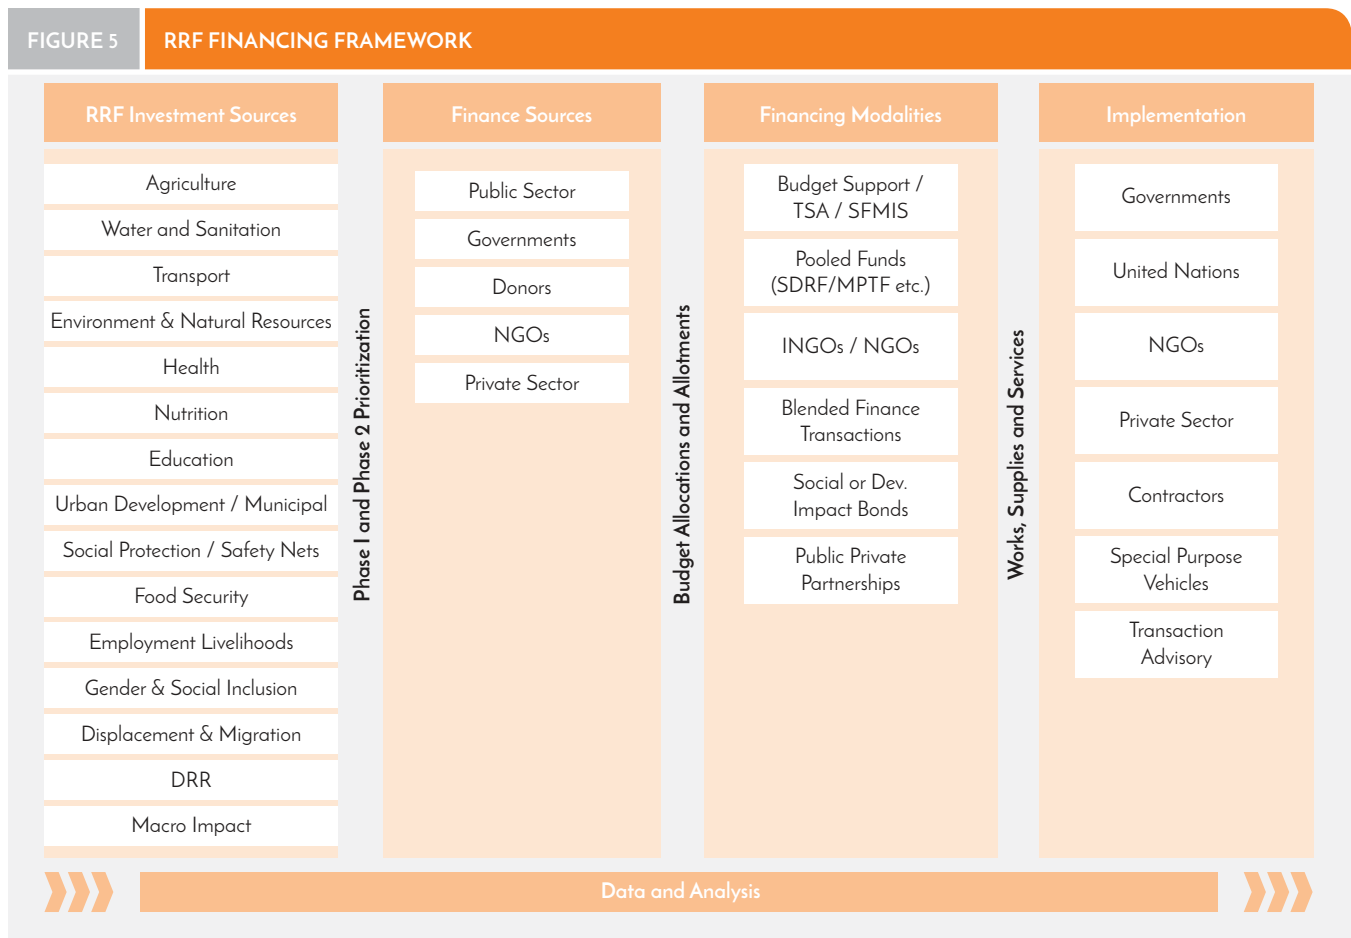 FIGURE 5
RRF FINANCING FRAMEWORK
RRF Investment Sources
Agriculture
Water and Sanitation
Transport
Environment & Natural Resources
Health
Nutrition
Education
Urban Development / Municipal
Social Protection / Safety Nets
Food Security
Employment Livelihoods
Gender & Social Inclusion
Displacement & Migration
DRR
Macro Impact
Phase 1 and Phase 2 Prioritization
Finance Sources
Public Sector
Governments
Donors
NGOs
Private Sector
Budget Allocations and Allotments
Financing Modalities
Budget Support /
TSA / SFMIS
Pooled Funds
(SDRF/MPTF etc.)
INGOs / NGOs
Blended Finance
Transactions
Social or Dev.
Impact Bonds
Public Private
Partnerships
Works, Supplies and Services
Implementation
Governments
United Nations
NGOs
Private Sector
Contractors
Special Purpose
Vehicles
Transaction
Advisory
Data and Analysis